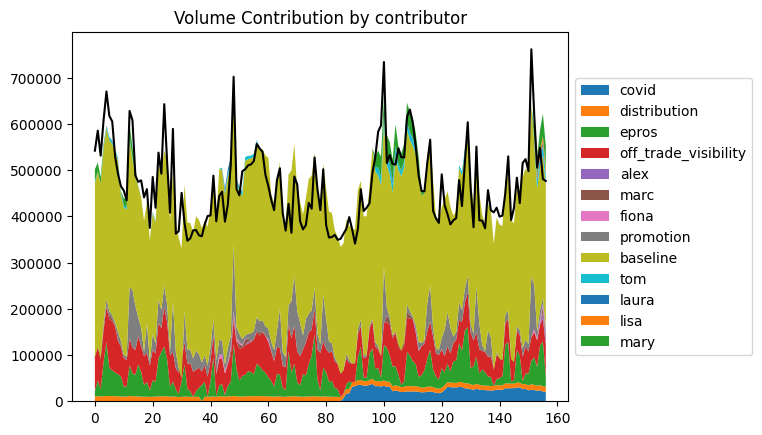 Volume Contribution by contributor
700000
600000
500000
400000
300000
200000
100000
0
0 20 40 60 80 100 120 140 160
covid
distribution
epros
off_trade_visibility
alex
marc
fiona
promotion
baseline
tom
laura
lisa
mary